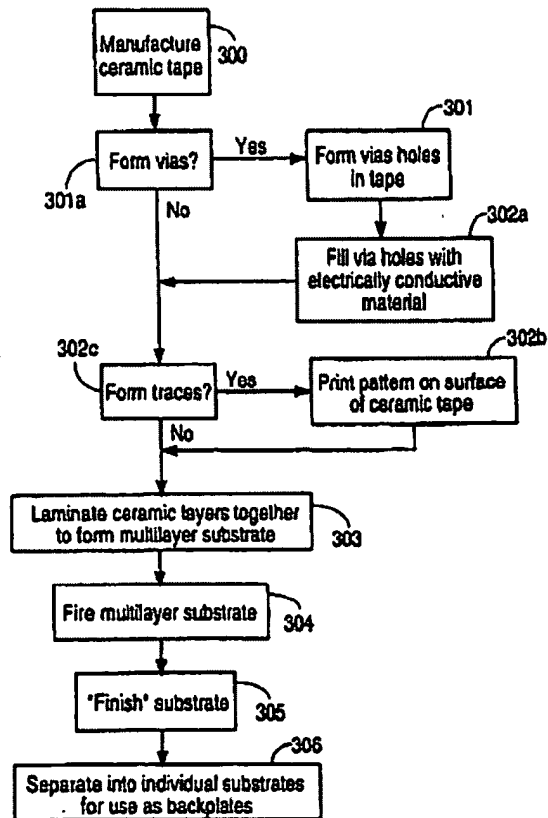 Manufacture
ceramic tape
300
Form vias?
301a
Yes
No
301
Form vias holes
in tape
302a
Fill via holes with
electrically conductive
material
302c
Form traces?
Yes
No
302b
Print pattern on surface
of ceramic tape
Laminate ceramic layers together
to form multilayer substrate
303
Fire multilayer substrate
304
"Finish" substrate
305
306
Separate into individual substrates
for use as backplates